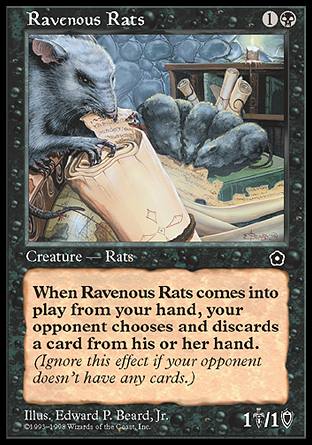 Ravenous Rats 1
Creature — Rats
When Ravenous Rats comes into
play from your hand, your
opponent chooses and discards
a card from his or her hand.
(Ignore this effect if your opponent
doesn't have any cards.)
Illus. Edward P. Beard, Jr.
©1993-1998 Wizards of the Coast, Inc.
1/1